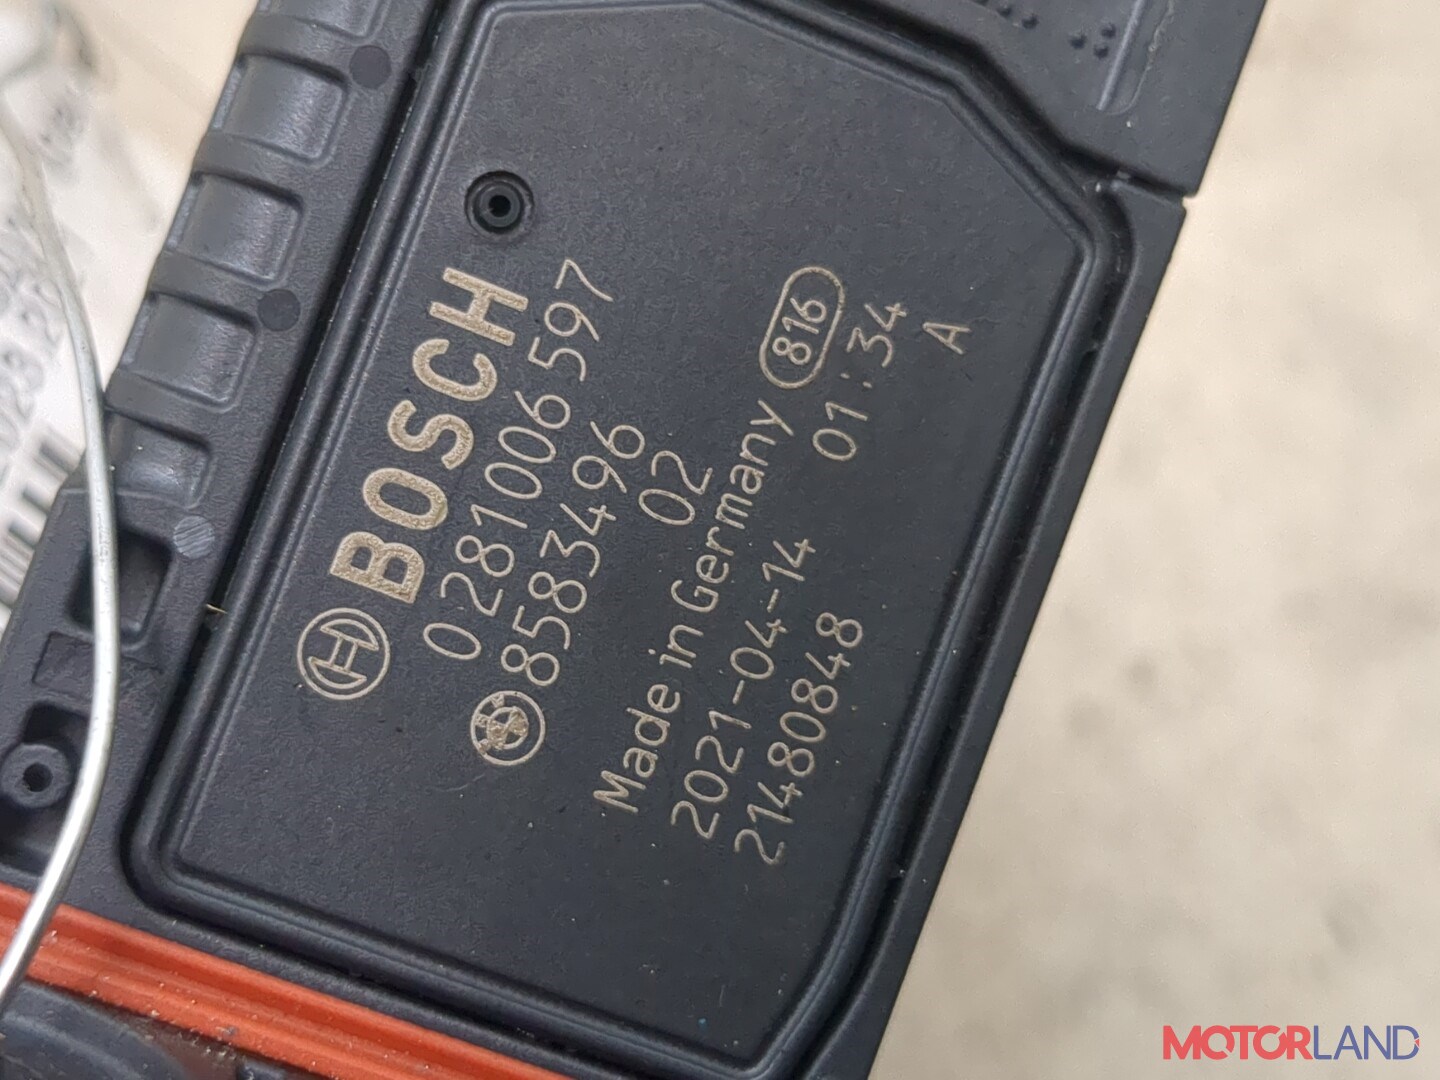 BOSCH
0 281 006 597
8583496
02
Made in Germany 816
2021-04-14 01:34
21480848 A
MOTORLAND